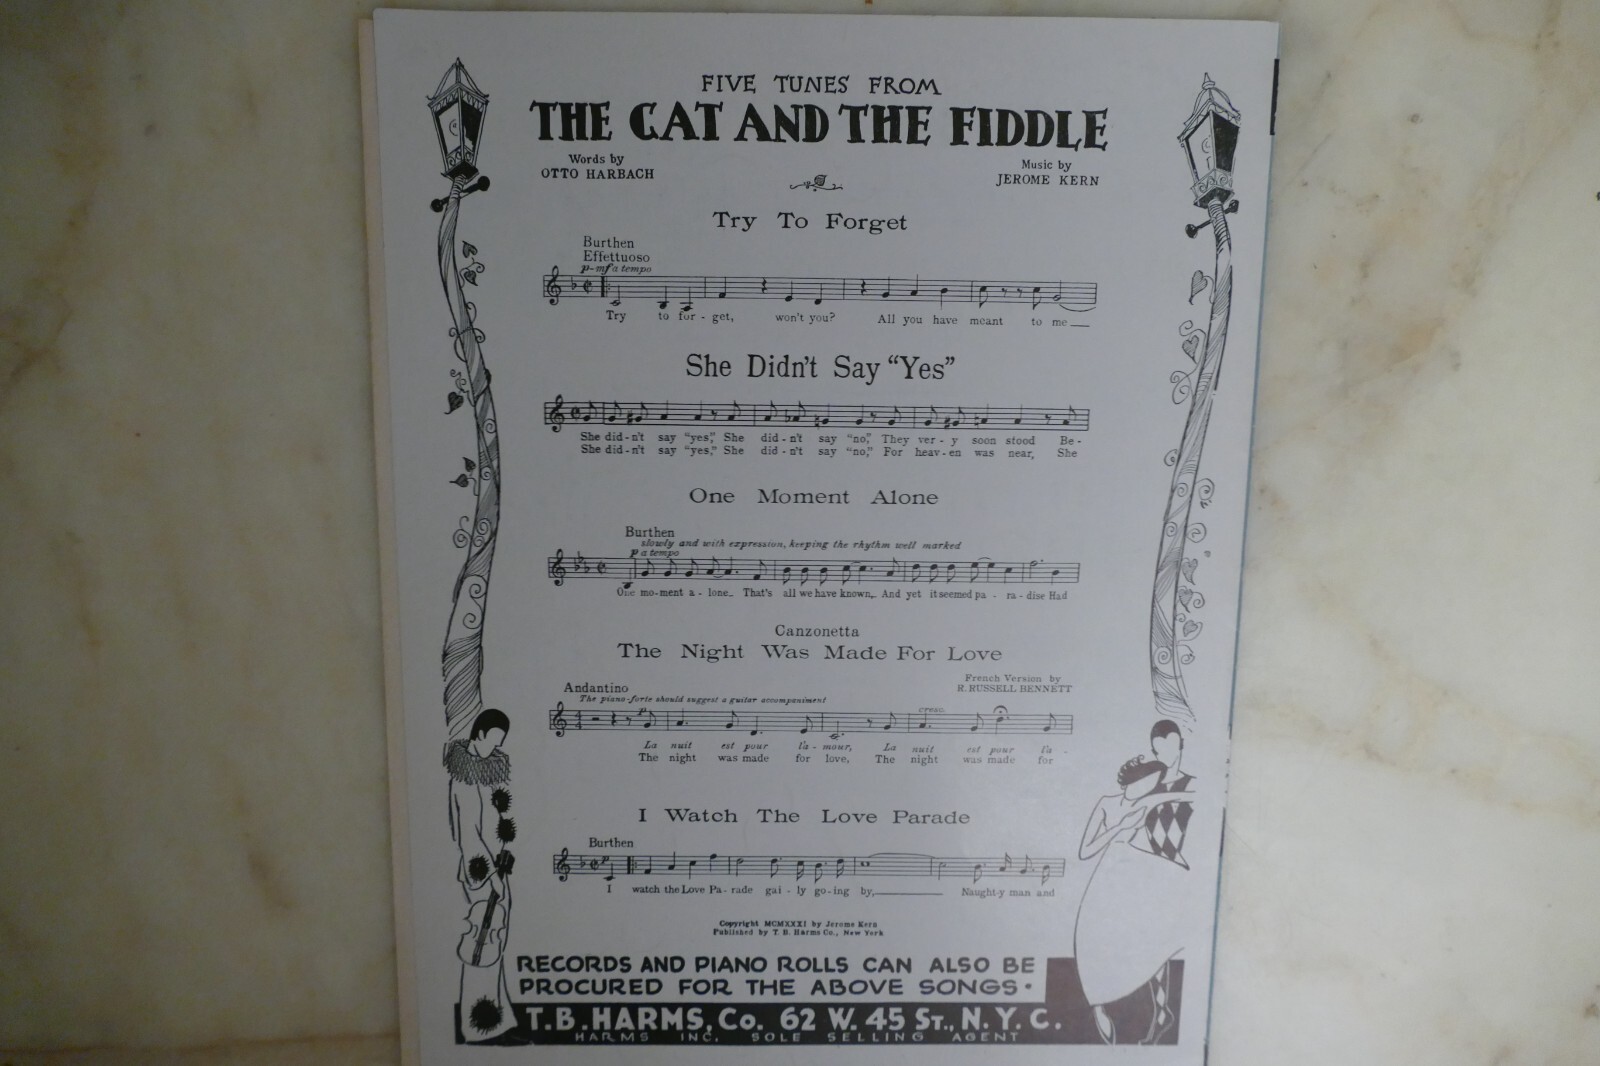 FIVE TUNES FROM
THE CAT AND THE FIDDLE
Words by
OTTO HARBACH
Music by
JEROME KERN
Try To Forget
Burthen
Effettuoso
p-mf a tempo
Try to for - get, won't you? All you have meant to me
She Didn't Say "Yes"
She did-n't say "yes," She did-n't say "no," They ver-y soon stood Be-
She did-n't say "yes," She did-n't say "no," For heav-en was near, She
One Moment Alone
Burthen
slowly and with expression, keeping the rhythm well marked
p a tempo
One mo-ment a-lone That's all we have known, And yet it seemed pa - ra-dise Had
Canzonetta
The Night Was Made For Love
French Version by
R. RUSSELL BENNETT
Andantino
The piano-forte should suggest a guitar accompaniment
p
cresc.
La nuit est pour l'a-mour, La nuit est pour l'a-
The night was made for love, The night was made for
I Watch The Love Parade
Burthen
p
I watch the Love Pa-rade gai-ly go-ing by, Naught-y man and
Copyright MCMXXXI by Jerome Kern
Published by T. B. Harms Co., New York
RECORDS AND PIANO ROLLS CAN ALSO BE
PROCURED FOR THE ABOVE SONGS.
T.B. HARMS, Co. 62 W. 45 St., N.Y.C.
HARMS INC. SOLE SELLING AGENT